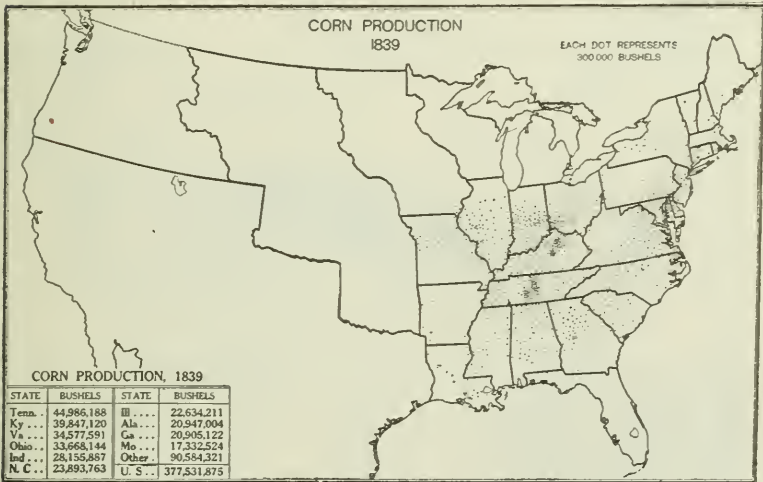 CORN PRODUCTION
1839
EACH DOT REPRESENTS
300 000 BUSHELS
CORN PRODUCTION, 1839
STATE BUSHELS STATE BUSHELS
Tenn. . 44,986,188 Ill .... 22,634,211
Ky ... 39,847,120 Ala... 20,947,004
Va ... 34,577,591 Ga ... 20,905,122
Ohio... 33,668,144 Mo ... 17,332,524
Ind ... 28,155,887 Other . 90,584,321
N. C .. 23,893,763 U. S.. 377,531,875